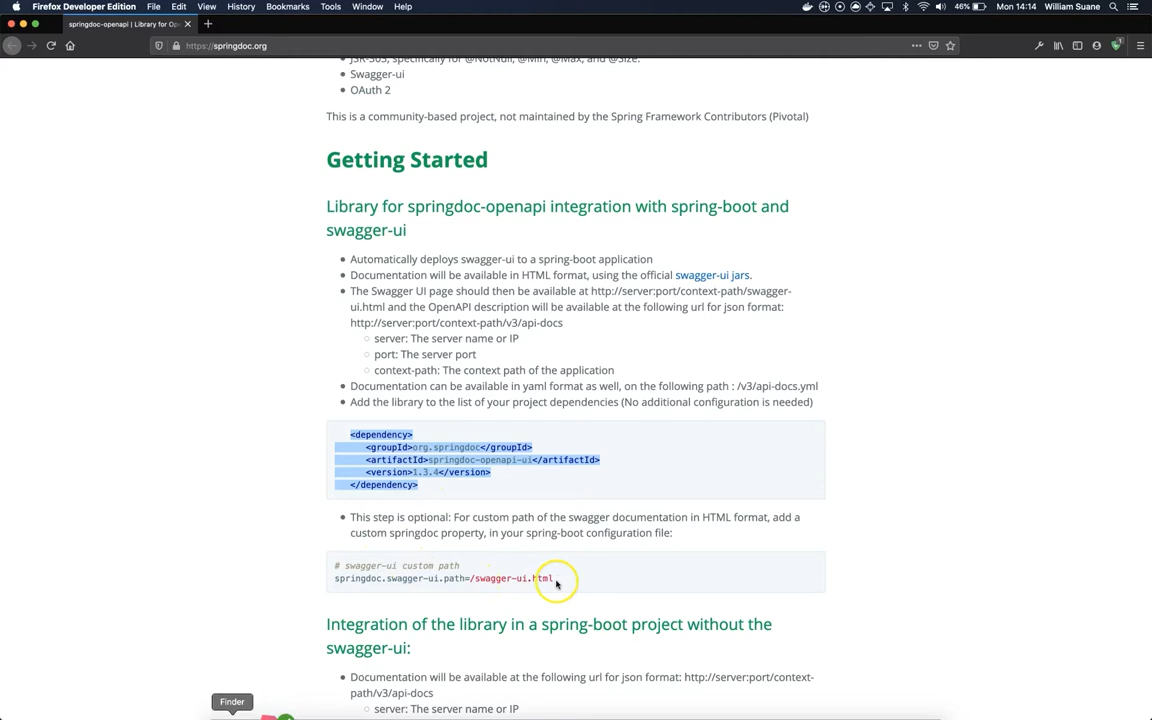 Firefox Developer Edition File Edit View History Bookmarks Tools Window Help 46% Mon 14:14 William Suane
springdoc-openapi | Library for Op
https://springdoc.org
JSR-303, specifically for @NotNull, @Min, @Max, and @Size.
Swagger-ui
OAuth 2
This is a community-based project, not maintained by the Spring Framework Contributors (Pivotal)
Getting Started
Library for springdoc-openapi integration with spring-boot and
swagger-ui
Automatically deploys swagger-ui to a spring-boot application
Documentation will be available in HTML format, using the official swagger-ui jars.
The Swagger UI page should then be available at http://server:port/context-path/swagger-
ui.html and the OpenAPI description will be available at the following url for json format:
http://server:port/context-path/v3/api-docs
server: The server name or IP
port: The server port
context-path: The context path of the application
Documentation can be available in yaml format as well, on the following path : /v3/api-docs.yml
Add the library to the list of your project dependencies (No additional configuration is needed)
<dependency>
<groupId>org.springdoc</groupId>
<artifactId>springdoc-openapi-ui</artifactId>
<version>1.3.4</version>
</dependency>
This step is optional: For custom path of the swagger documentation in HTML format, add a
custom springdoc property, in your spring-boot configuration file:
# swagger-ui custom path
springdoc.swagger-ui.path=/swagger-ui.html
Integration of the library in a spring-boot project without the
swagger-ui:
Documentation will be available at the following url for json format: http://server:port/context-
path/v3/api-docs
server: The server name or IP
Finder